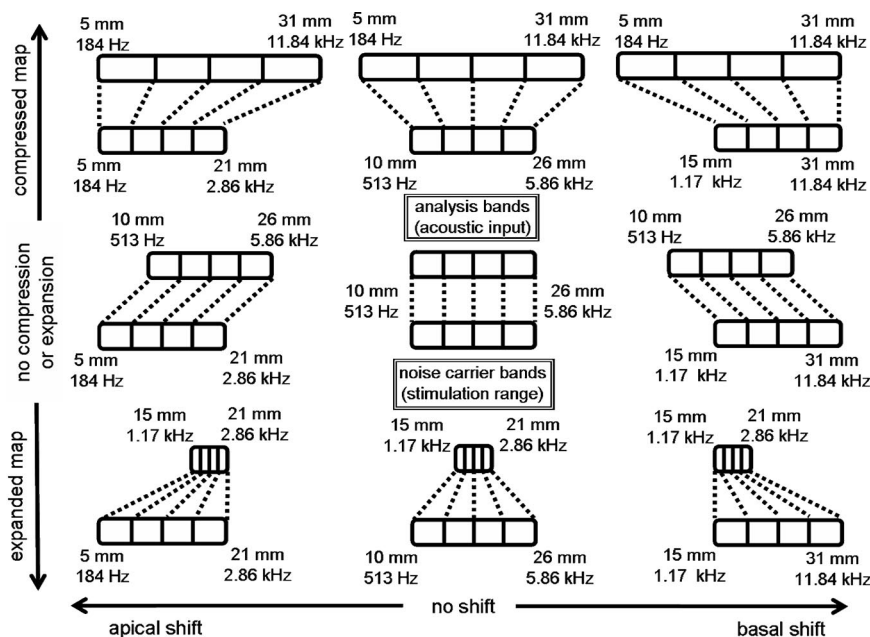 5 mm
184 Hz
31 mm
11.84 kHz
5 mm
184 Hz
31 mm
11.84 kHz
5 mm
184 Hz
31 mm
11.84 kHz
compressed map
5 mm
184 Hz
21 mm
2.86 kHz
10 mm
513 Hz
26 mm
5.86 kHz
15 mm
1.17 kHz
31 mm
11.84 kHz
analysis bands
(acoustic input)
no compression
or expansion
10 mm
513 Hz
26 mm
5.86 kHz
10 mm
513 Hz
26 mm
5.86 kHz
10 mm
513 Hz
26 mm
5.86 kHz
5 mm
184 Hz
21 mm
2.86 kHz
15 mm
1.17 kHz
31 mm
11.84 kHz
noise carrier bands
(stimulation range)
expanded map
15 mm
1.17 kHz
21 mm
2.86 kHz
15 mm
1.17 kHz
21 mm
2.86 kHz
15 mm
1.17 kHz
21 mm
2.86 kHz
5 mm
184 Hz
21 mm
2.86 kHz
10 mm
513 Hz
26 mm
5.86 kHz
15 mm
1.17 kHz
31 mm
11.84 kHz
apical shift
no shift
basal shift